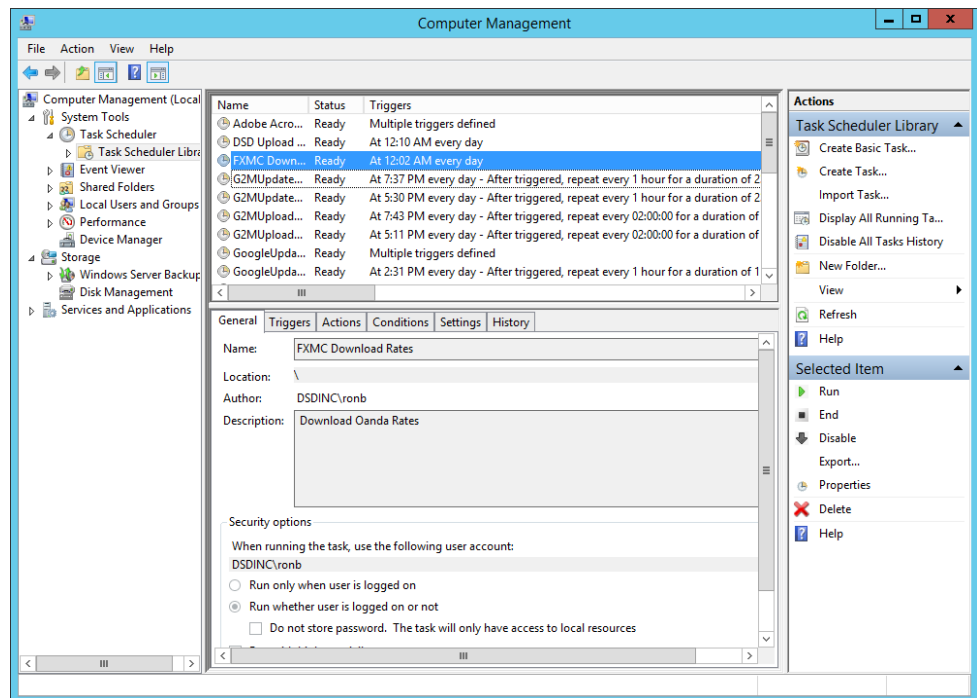 Computer Management
File Action View Help
Computer Management (Local
System Tools
Task Scheduler
Task Scheduler Libra
Event Viewer
Shared Folders
Local Users and Groups
Performance
Device Manager
Storage
Windows Server Backup
Disk Management
Services and Applications
Name Status Triggers
Adobe Acro... Ready Multiple triggers defined
DSD Upload ... Ready At 12:10 AM every day
FXMC Down... Ready At 12:02 AM every day
G2MUpdate... Ready At 7:37 PM every day - After triggered, repeat every 1 hour for a duration of 2
G2MUpdate... Ready At 5:30 PM every day - After triggered, repeat every 1 hour for a duration of 2
G2MUpload... Ready At 7:43 PM every day - After triggered, repeat every 02:00:00 for a duration of
G2MUpload... Ready At 5:11 PM every day - After triggered, repeat every 02:00:00 for a duration of
GoogleUpda... Ready Multiple triggers defined
GoogleUpda... Ready At 2:31 PM every day - After triggered, repeat every 1 hour for a duration of 1
General Triggers Actions Conditions Settings History
Name: FXMC Download Rates
Location: \
Author: DSDINC\ronb
Description: Download Oanda Rates
Security options
When running the task, use the following user account:
DSDINC\ronb
Run only when user is logged on
Run whether user is logged on or not
Do not store password. The task will only have access to local resources
Actions
Task Scheduler Library
Create Basic Task...
Create Task...
Import Task...
Display All Running Ta...
Disable All Tasks History
New Folder...
View
Refresh
Help
Selected Item
Run
End
Disable
Export...
Properties
Delete
Help